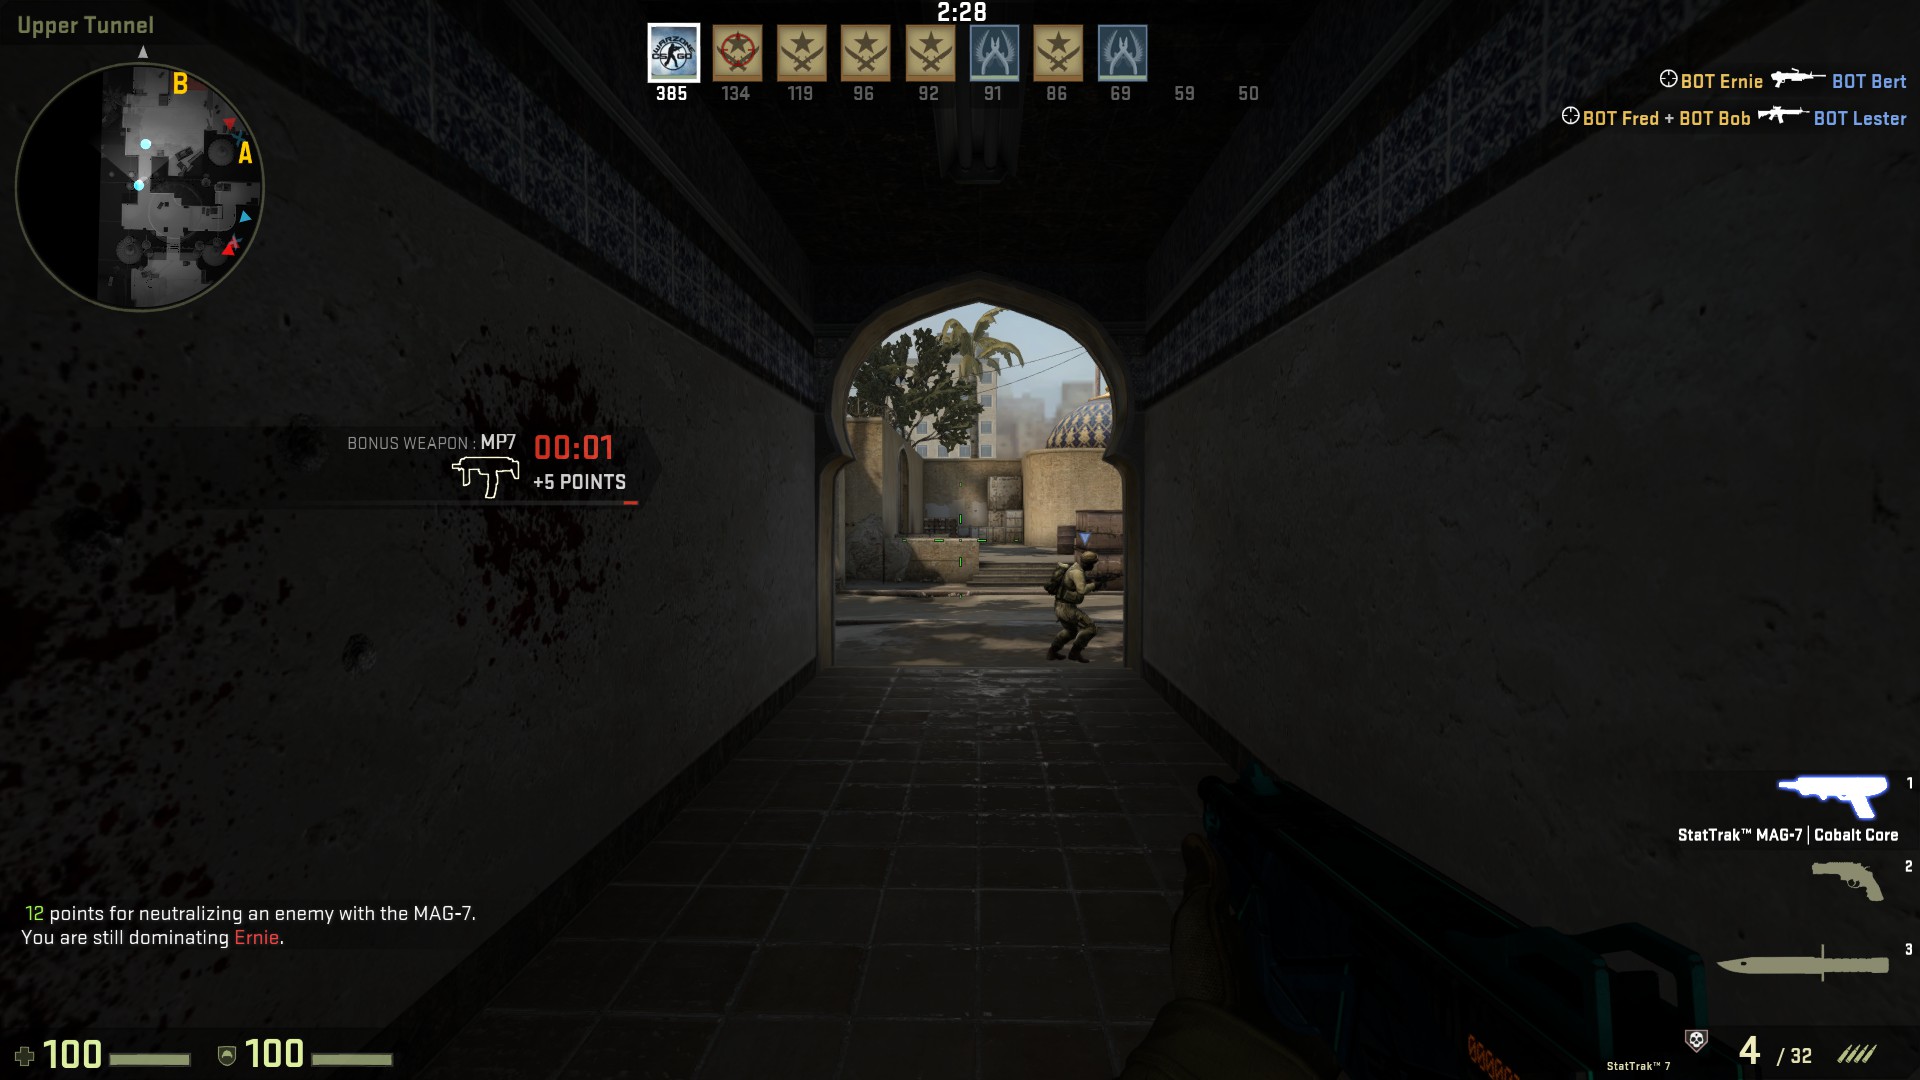 2:28
Upper Tunnel
B
A
WARZONE
CS GO
385 134 119 96 92 91 86 69 59 50
BOT Ernie BOT Bert
BOT Fred + BOT Bob BOT Lester
BONUS WEAPON : MP7 00:01
+5 POINTS
1
StatTrak™ MAG-7 | Cobalt Core
2
3
12 points for neutralizing an enemy with the MAG-7.
You are still dominating Ernie.
100 100
StatTrak™ 7
4 / 32